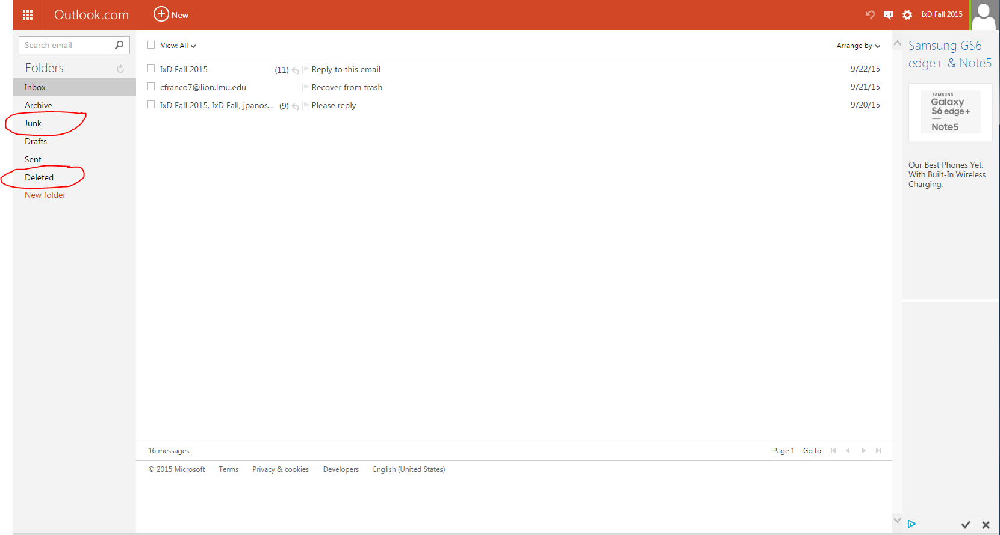 Outlook.com
New
IxD Fall 2015
Search email
Folders
Inbox
Archive
Junk
Drafts
Sent
Deleted
New folder
View: All
Arrange by
IxD Fall 2015 (11) Reply to this email 9/22/15
cfranco7@lion.lmu.edu Recover from trash 9/21/15
IxD Fall 2015, IxD Fall, jpanos... (9) Please reply 9/20/15
16 messages
Page 1 Go to
© 2015 Microsoft Terms Privacy & cookies Developers English (United States)
Samsung GS6
edge+ & Note5
SAMSUNG
Galaxy
S6 edge+
Note5
Our Best Phones Yet.
With Built-In Wireless
Charging.